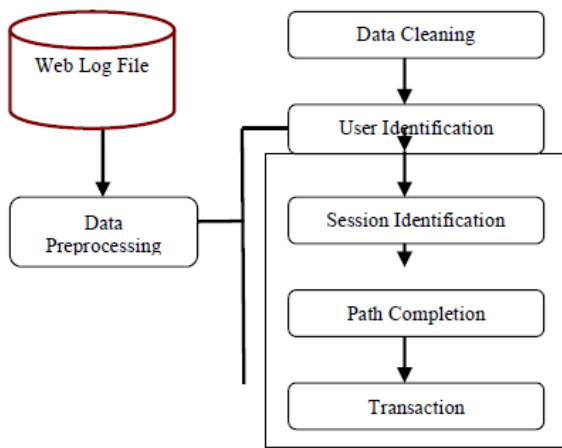 Web Log File
Data
Preprocessing
Data Cleaning
User Identification
Session Identification
Path Completion
Transaction